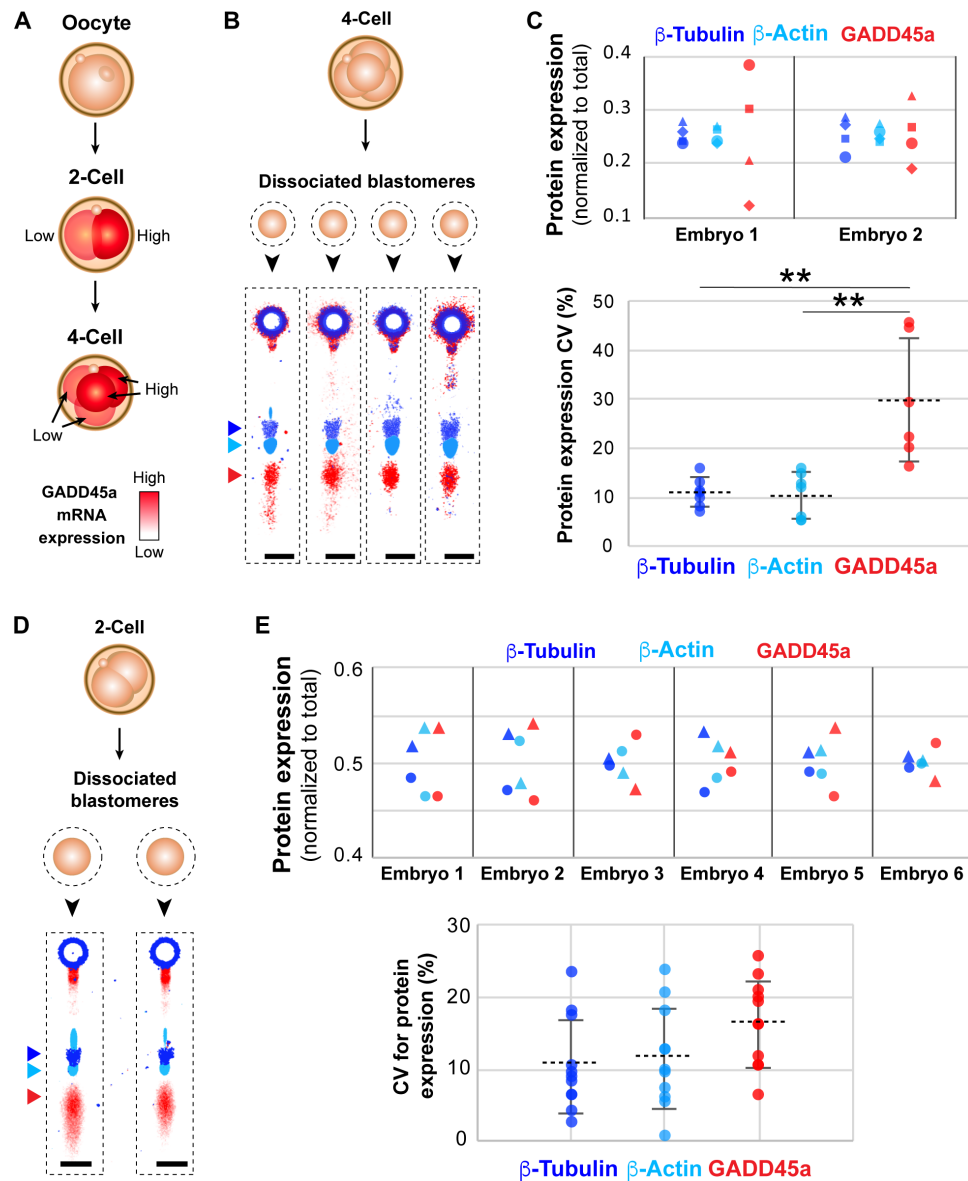 A
Oocyte
2-Cell
Low
High
4-Cell
High
Low
High
GADD45a
mRNA
expression
Low
B
4-Cell
Dissociated blastomeres
C
β-Tubulin β-Actin GADD45a
Protein expression
(normalized to total)
0.4
0.3
0.2
0.1
Embryo 1
Embryo 2
**
**
Protein expression CV (%)
50
40
30
20
10
0
β-Tubulin β-Actin GADD45a
D
2-Cell
Dissociated
blastomeres
E
β-Tubulin β-Actin GADD45a
Protein expression
(normalized to total)
0.6
0.5
0.4
Embryo 1 Embryo 2 Embryo 3 Embryo 4 Embryo 5 Embryo 6
CV for protein
expression (%)
30
20
10
0
β-Tubulin β-Actin GADD45a